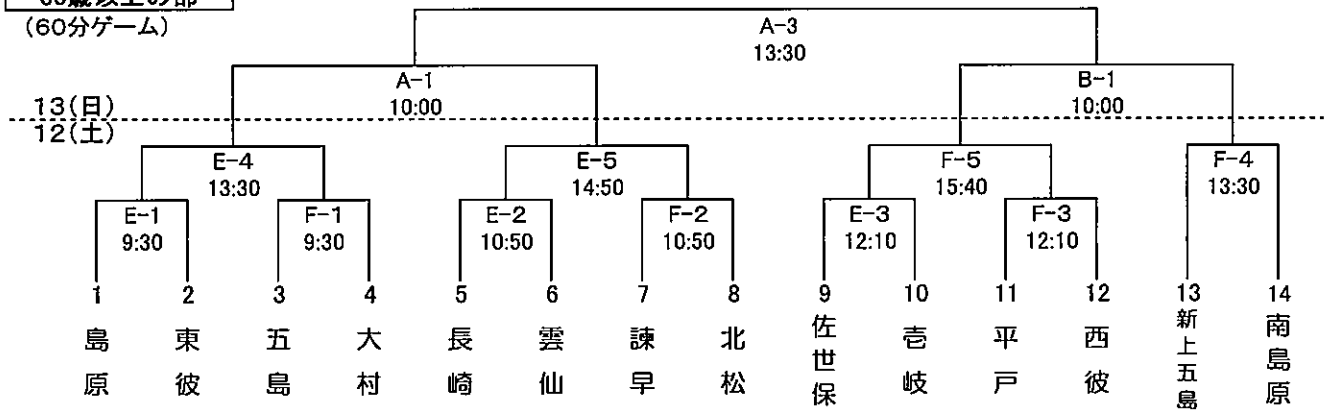 歳以上の部
(60分ゲーム)
A-3
13:30
A-1
10:00
B-1
10:00
13(日)
12(土)
E-4
13:30
E-5
14:50
F-5
15:40
F-4
13:30
E-1
9:30
F-1
9:30
E-2
10:50
F-2
10:50
E-3
12:10
F-3
12:10
1 2 3 4 5 6 7 8 9 10 11 12 13 14
島原
東彼
五島
大村
長崎
雲仙
諫早
北松
佐世保
壱岐
平戸
西彼
新上五島
南島原